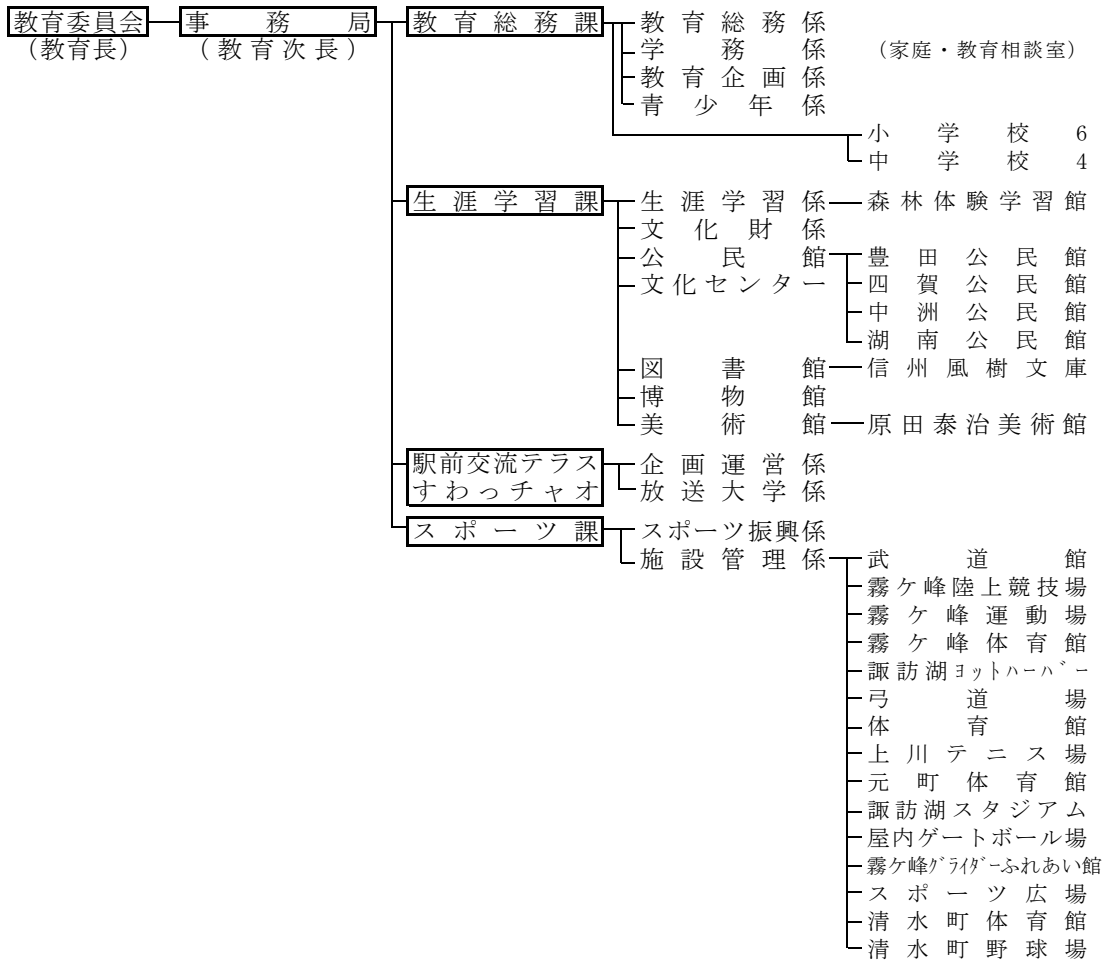 教育委員会 事務局 教育総務課 教育総務係
(教育長) (教育次長) 学務係 (家庭・教育相談室)
教育企画係
青少年係
小学校 6
中学校 4
生涯学習課 生涯学習係 森林体験学習館
文化財係
公民館 豊田公民館
文化センター 四賀公民館
中洲公民館
湖南公民館
図書館 信州風樹文庫
博物館
美術館 原田泰治美術館
駅前交流テラス 企画運営係
すわっチャオ 放送大学係
スポーツ課 スポーツ振興係
施設管理係 武道館
霧ケ峰陸上競技場
霧ケ峰運動場
霧ケ峰体育館
諏訪湖ヨットハーバー
弓道場
体育館
上川テニス場
元町体育館
諏訪湖スタジアム
屋内ゲートボール場
霧ケ峰グライダーふれあい館
スポーツ広場
清水町体育館
清水町野球場